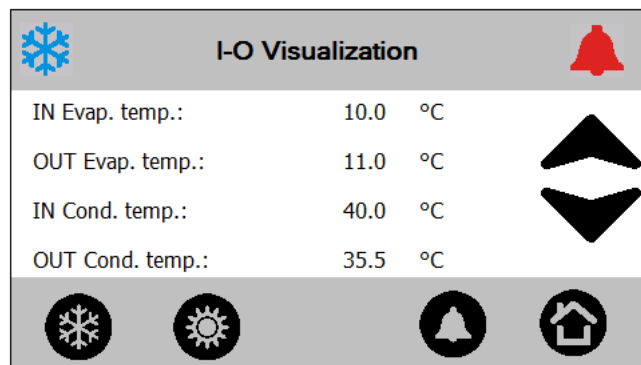 I-O Visualization
IN Evap. temp.: 10.0 °C
OUT Evap. temp.: 11.0 °C
IN Cond. temp.: 40.0 °C
OUT Cond. temp.: 35.5 °C